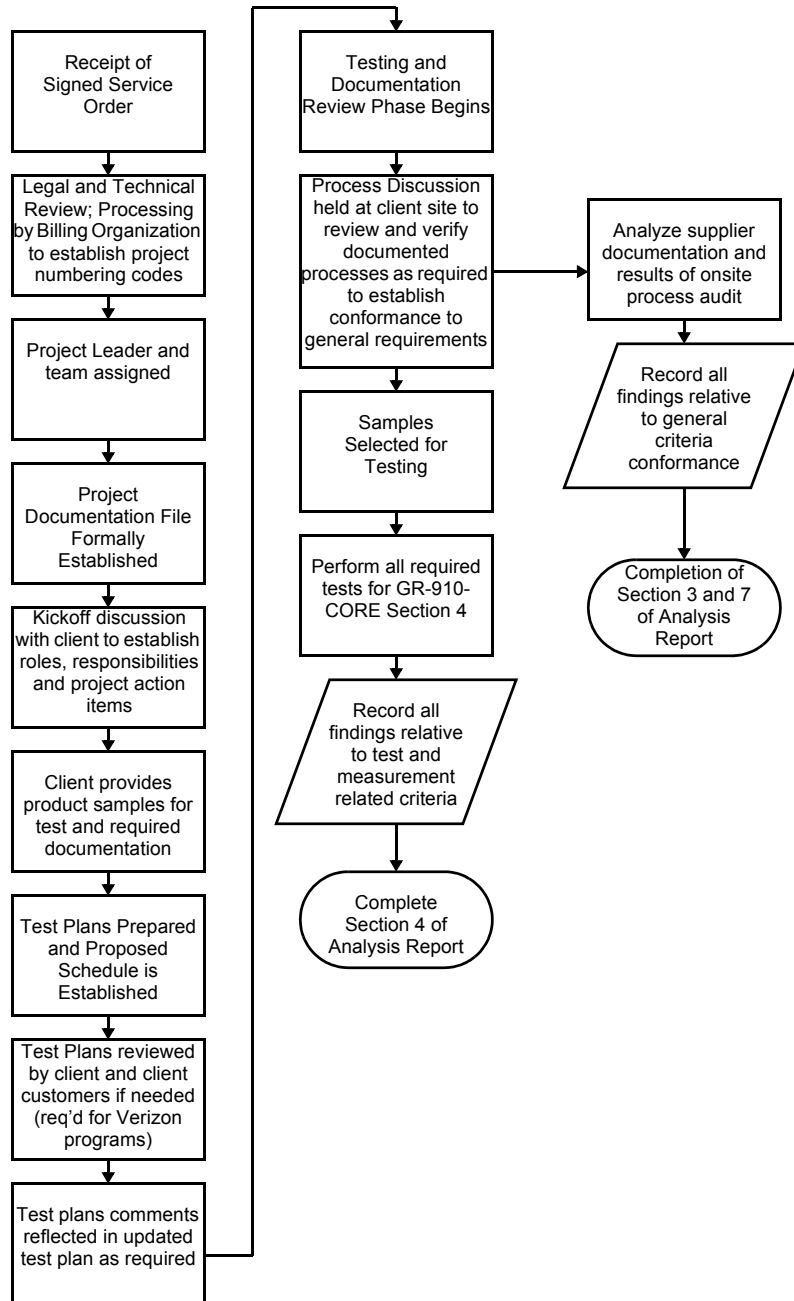 Receipt of
Signed Service
Order
Legal and Technical
Review; Processing
by Billing Organization
to establish project
numbering codes
Project Leader and
team assigned
Project
Documentation File
Formally
Established
Kickoff discussion
with client to establish
roles, responsibilities
and project action
items
Client provides
product samples for
test and required
documentation
Test Plans Prepared
and Proposed
Schedule is
Established
Test Plans reviewed
by client and client
customers if needed
(req’d for Verizon
programs)
Test plans comments
reflected in updated
test plan as required
Testing and
Documentation
Review Phase Begins
Process Discussion
held at client site to
review and verify
documented
processes as required
to establish
conformance to
general requirements
Samples
Selected for
Testing
Perform all required
tests for GR-910-
CORE Section 4
Record all
findings relative
to test and
measurement
related criteria
Complete
Section 4 of
Analysis Report
Analyze supplier
documentation and
results of onsite
process audit
Record all
findings relative
to general
criteria
conformance
Completion of
Section 3 and 7
of Analysis
Report